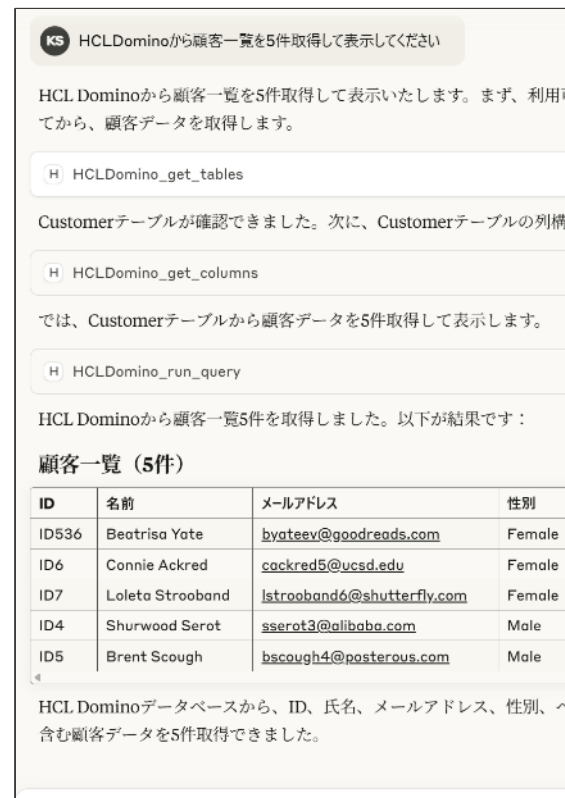 KS HCLDominoから顧客一覧を5件取得して表示してください
HCL Dominoから顧客一覧を5件取得して表示いたします。まず、利用
てから、顧客データを取得します。
H HCLDomino_get_tables
Customerテーブルが確認できました。次に、Customerテーブルの列構
H HCLDomino_get_columns
では、Customerテーブルから顧客データを5件取得して表示します。
H HCLDomino_run_query
HCL Dominoから顧客一覧5件を取得しました。以下が結果です：
顧客一覧（5件）
ID 名前 メールアドレス 性別
ID536 Beatrisa Yate byateev@goodreads.com Female
ID6 Connie Ackred cackred5@ucsd.edu Female
ID7 Loleta Strooband lstrooband6@shutterfly.com Female
ID4 Shurwood Serot sserot3@alibaba.com Male
ID5 Brent Scough bscough4@posterous.com Male
HCL Dominoデータベースから、ID、氏名、メールアドレス、性別、
含む顧客データを5件取得できました。